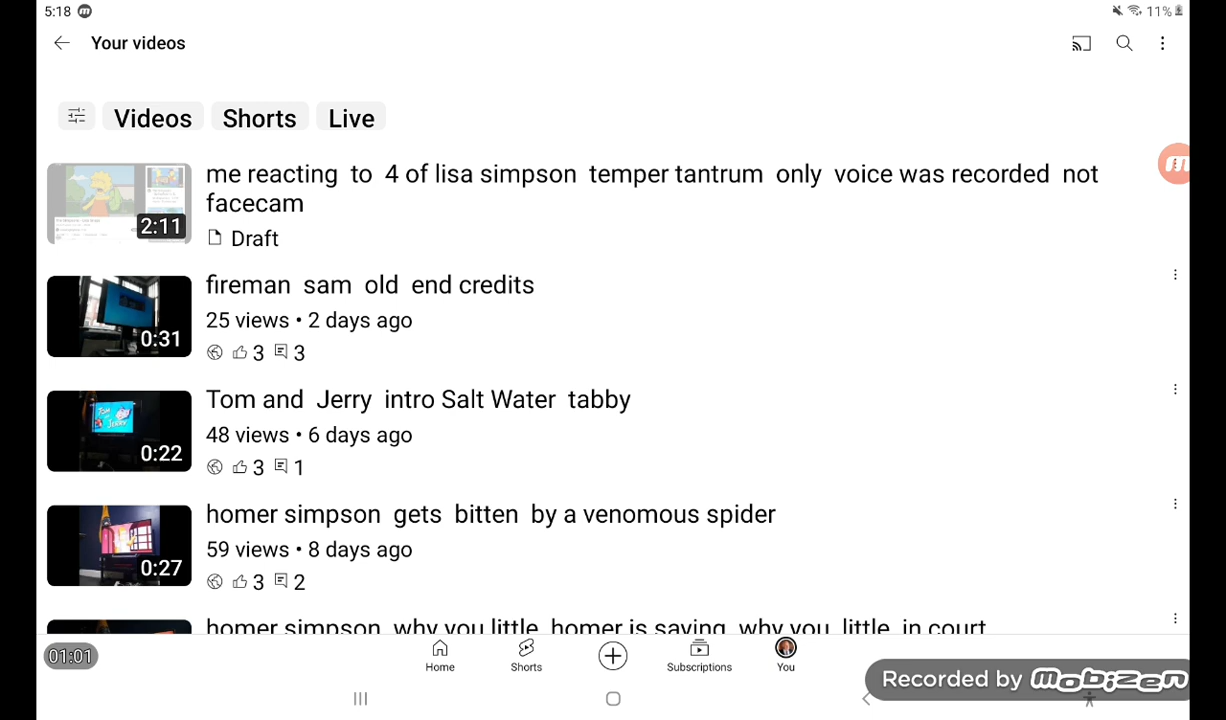 5:18
11%
Your videos
Videos
Shorts
Live
me reacting to 4 of lisa simpson temper tantrum only voice was recorded not
facecam
2:11
Draft
fireman sam old end credits
25 views • 2 days ago
0:31
3
3
Tom and Jerry intro Salt Water tabby
48 views • 6 days ago
0:22
3
1
homer simpson gets bitten by a venomous spider
59 views • 8 days ago
0:27
3
2
homer simpson why you little homer is saying why you little in court
01:01
Home
Shorts
Subscriptions
You
Recorded by mobizen